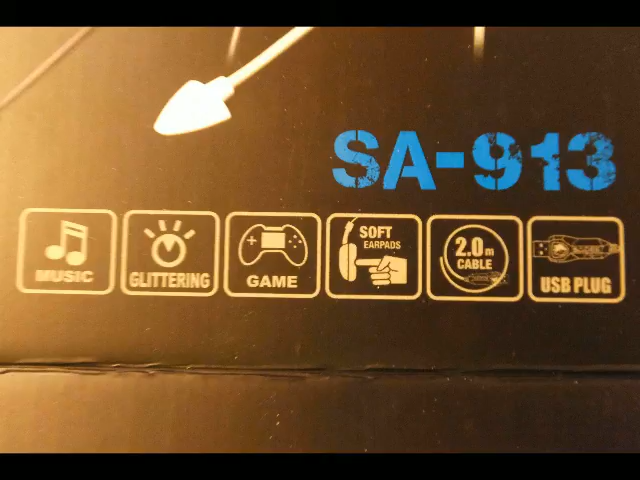 SA-913
MUSIC
GLITTERING
GAME
SOFT
EARPADS
2.0m
CABLE
USB PLUG